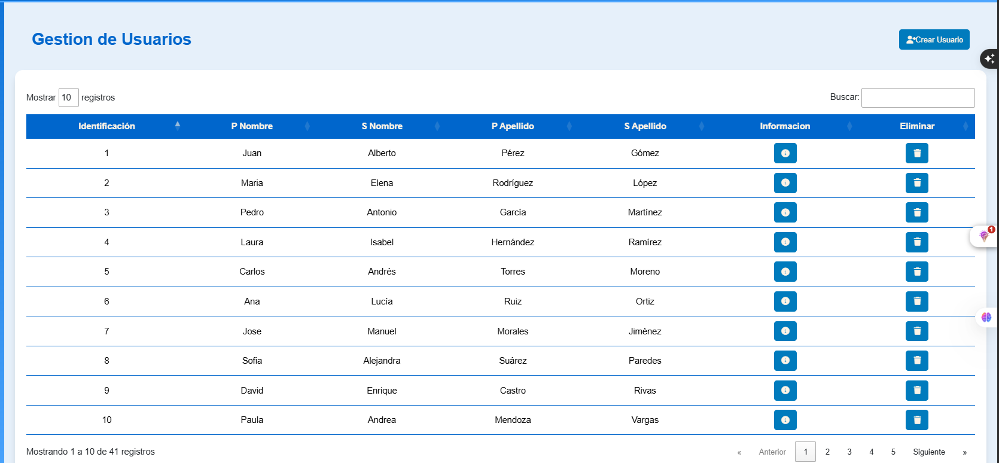 Gestion de Usuarios
Crear Usuario
Mostrar 10 registros
Buscar:
Identificación P Nombre S Nombre P Apellido S Apellido Informacion Eliminar
1 Juan Alberto Pérez Gómez
2 Maria Elena Rodríguez López
3 Pedro Antonio García Martínez
4 Laura Isabel Hernández Ramírez
1
5 Carlos Andrés Torres Moreno
6 Ana Lucía Ruiz Ortiz
7 Jose Manuel Morales Jiménez
8 Sofia Alejandra Suárez Paredes
9 David Enrique Castro Rivas
10 Paula Andrea Mendoza Vargas
Mostrando 1 a 10 de 41 registros
« Anterior 1 2 3 4 5 Siguiente »